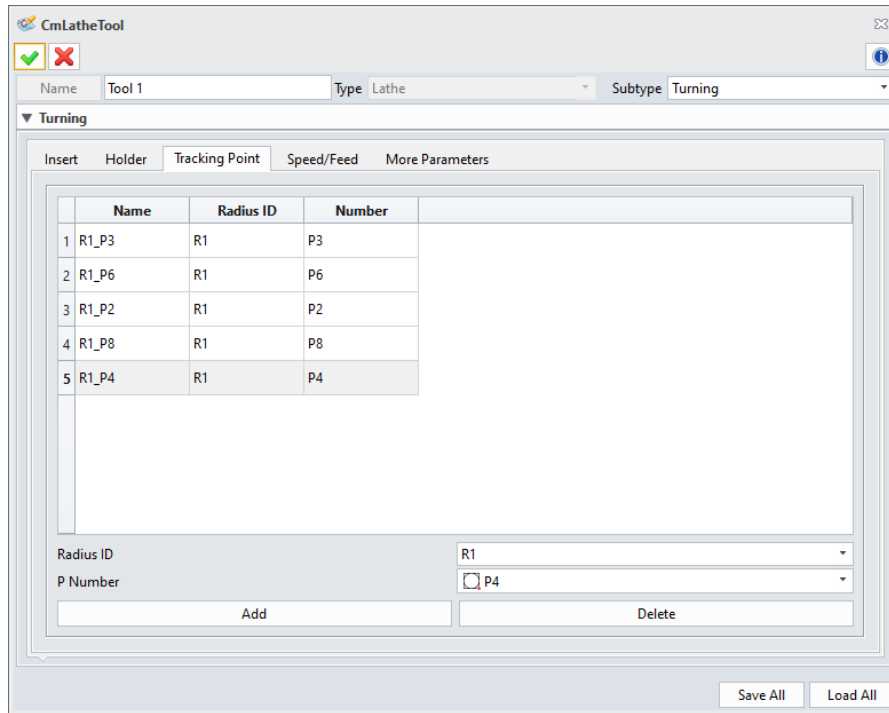 CmLatheTool
Name Tool 1 Type Lathe Subtype Turning
Turning
Insert Holder Tracking Point Speed/Feed More Parameters
Name Radius ID Number
1 R1_P3 R1 P3
2 R1_P6 R1 P6
3 R1_P2 R1 P2
4 R1_P8 R1 P8
5 R1_P4 R1 P4
Radius ID R1
P Number P4
Add Delete
Save All Load All